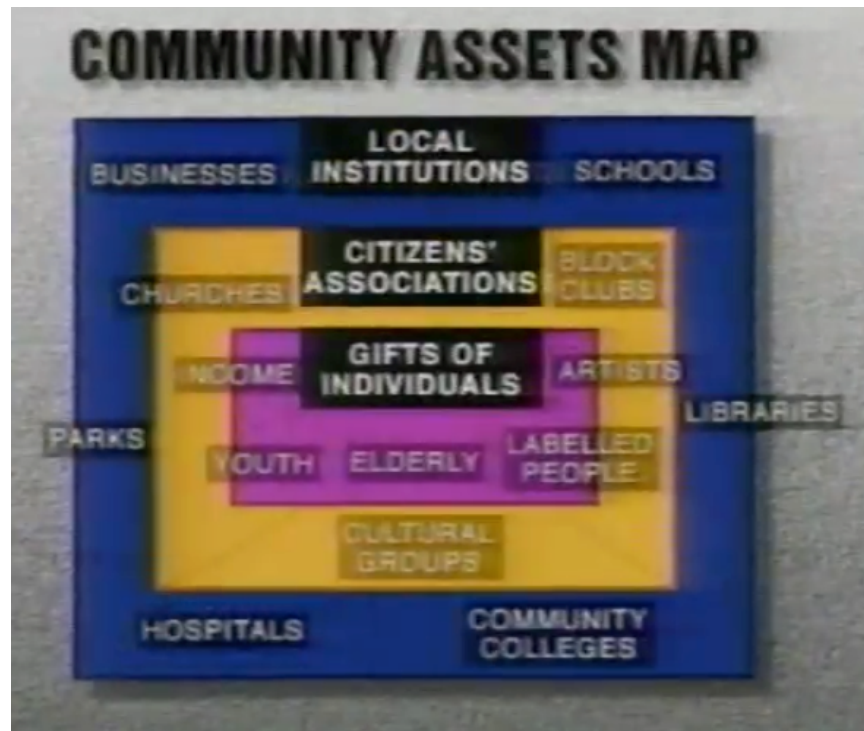 COMMUNITY ASSETS MAP
LOCAL
INSTITUTIONS
BUSINESSES
SCHOOLS
CITIZENS'
ASSOCIATIONS
BLOCK
CLUBS
CHURCHES
GIFTS OF
INDIVIDUALS
INCOME
ARTISTS
LIBRARIES
PARKS
YOUTH
ELDERLY
LABELLED
PEOPLE
CULTURAL
GROUPS
HOSPITALS
COMMUNITY
COLLEGES